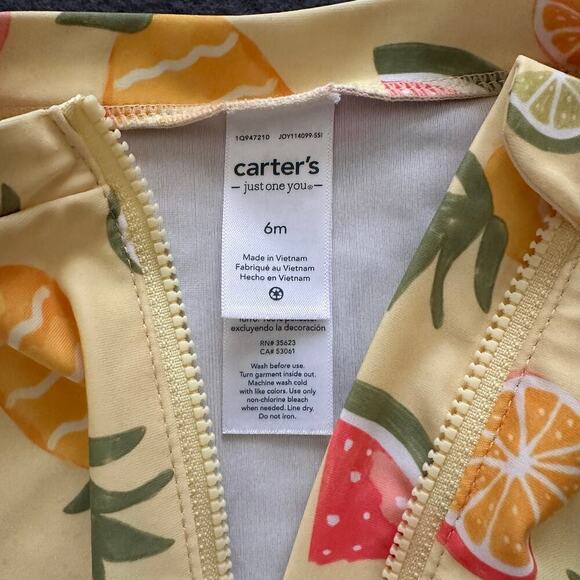 1Q947210 JOY114099-SSI
carter's
just one you®
6m
Made in Vietnam
Fabriqué au Vietnam
Hecho en Vietnam
excluyendo la decoración
RN# 35623
CA# 53061
Wash before use.
Turn garment inside out.
Machine wash cold
with like colors. Use only
non-chlorine bleach
when needed. Line dry.
Do not iron.